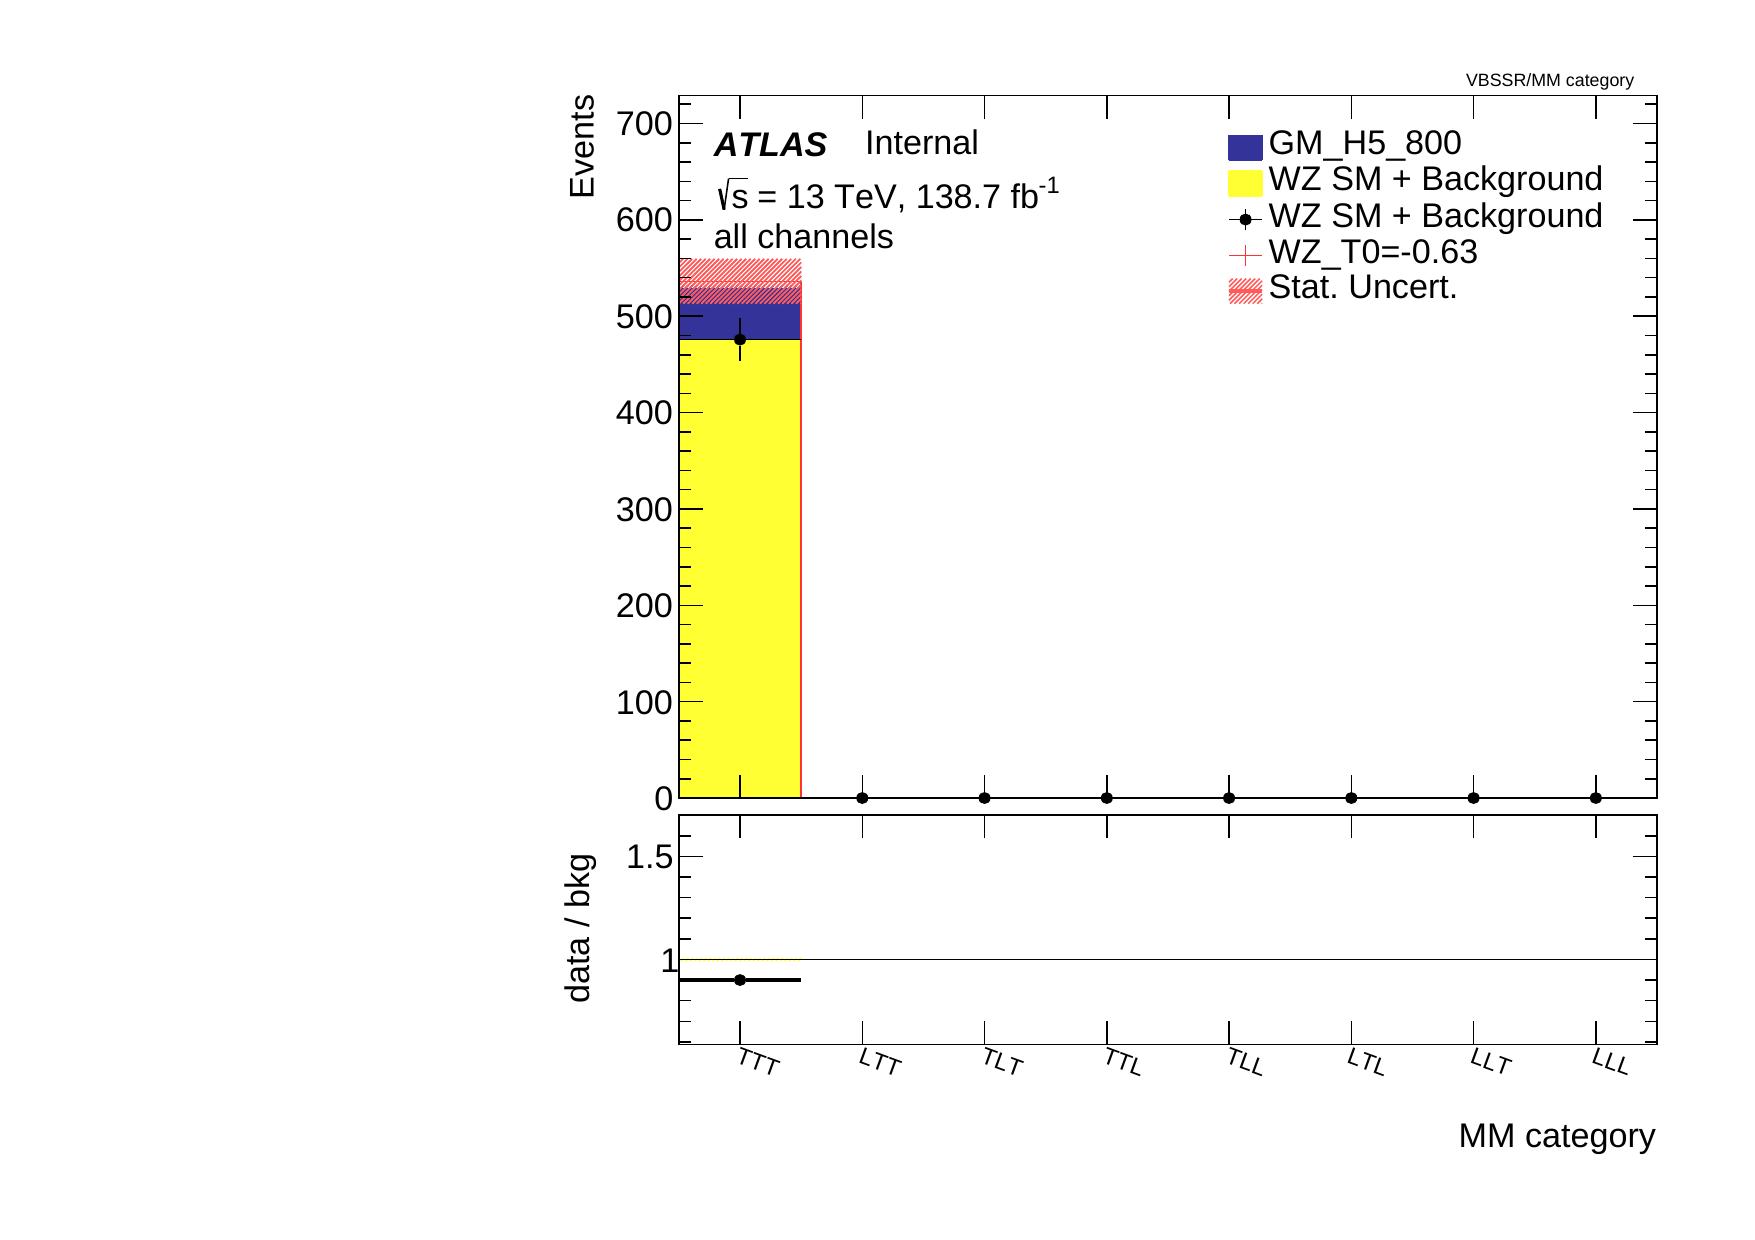 VBSSR/MM category
Events
700
600
500
400
300
200
100
0
ATLAS Internal
√s = 13 TeV, 138.7 fb-1
all channels
GM_H5_800
WZ SM + Background
WZ SM + Background
WZ_T0=-0.63
Stat. Uncert.
data / bkg
1.5
1
TTT LTT TLT TTL TLL LTL LLT LLL
MM category